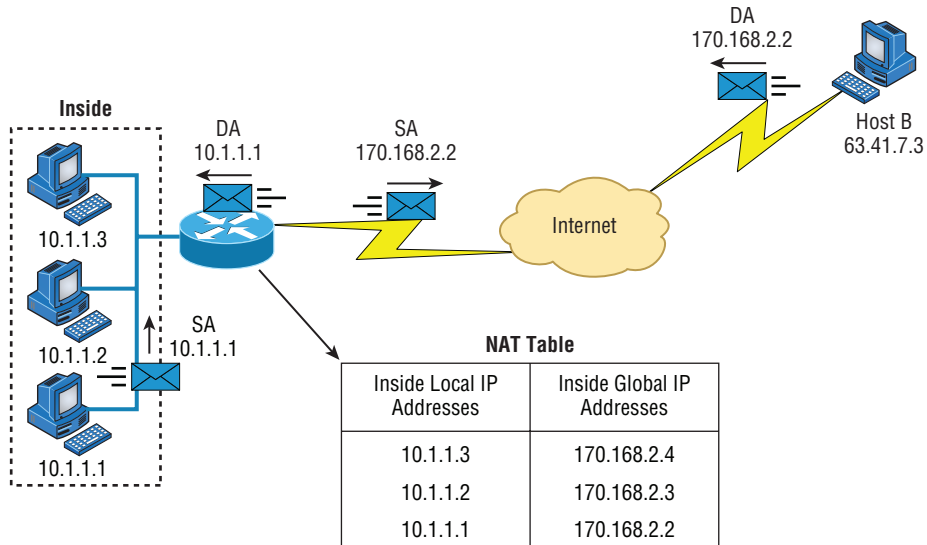 DA
170.168.2.2
Host B
63.41.7.3
Inside
DA
10.1.1.1
SA
170.168.2.2
Internet
10.1.1.3
10.1.1.2
SA
10.1.1.1
10.1.1.1
NAT Table
Inside Local IP
Addresses
Inside Global IP
Addresses
10.1.1.3
170.168.2.4
10.1.1.2
170.168.2.3
10.1.1.1
170.168.2.2